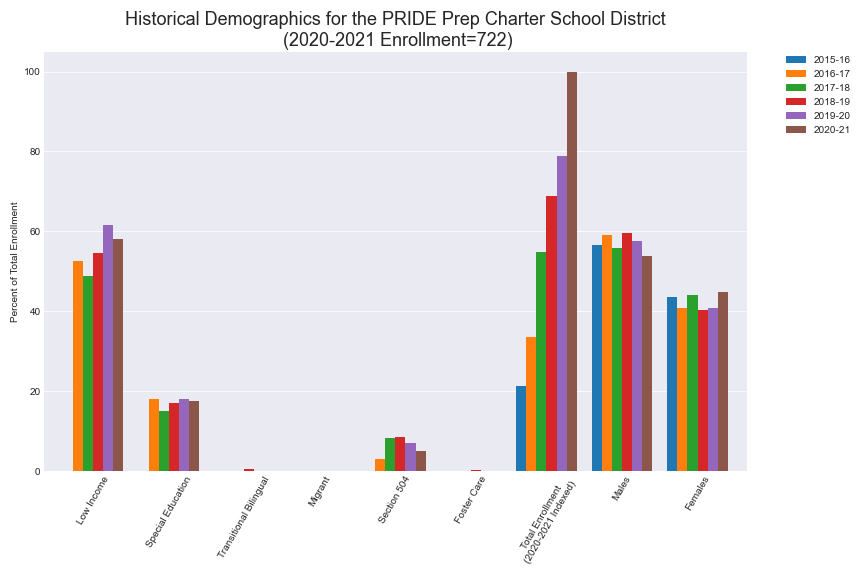 Historical Demographics for the PRIDE Prep Charter School District
(2020-2021 Enrollment=722)
2015-16
2016-17
2017-18
2018-19
2019-20
2020-21
Percent of Total Enrollment
100
80
60
40
20
0
Low Income
Special Education
Transitional Bilingual
Migrant
Section 504
Foster Care
Total Enrollment
(2020-2021 Indexed)
Males
Females